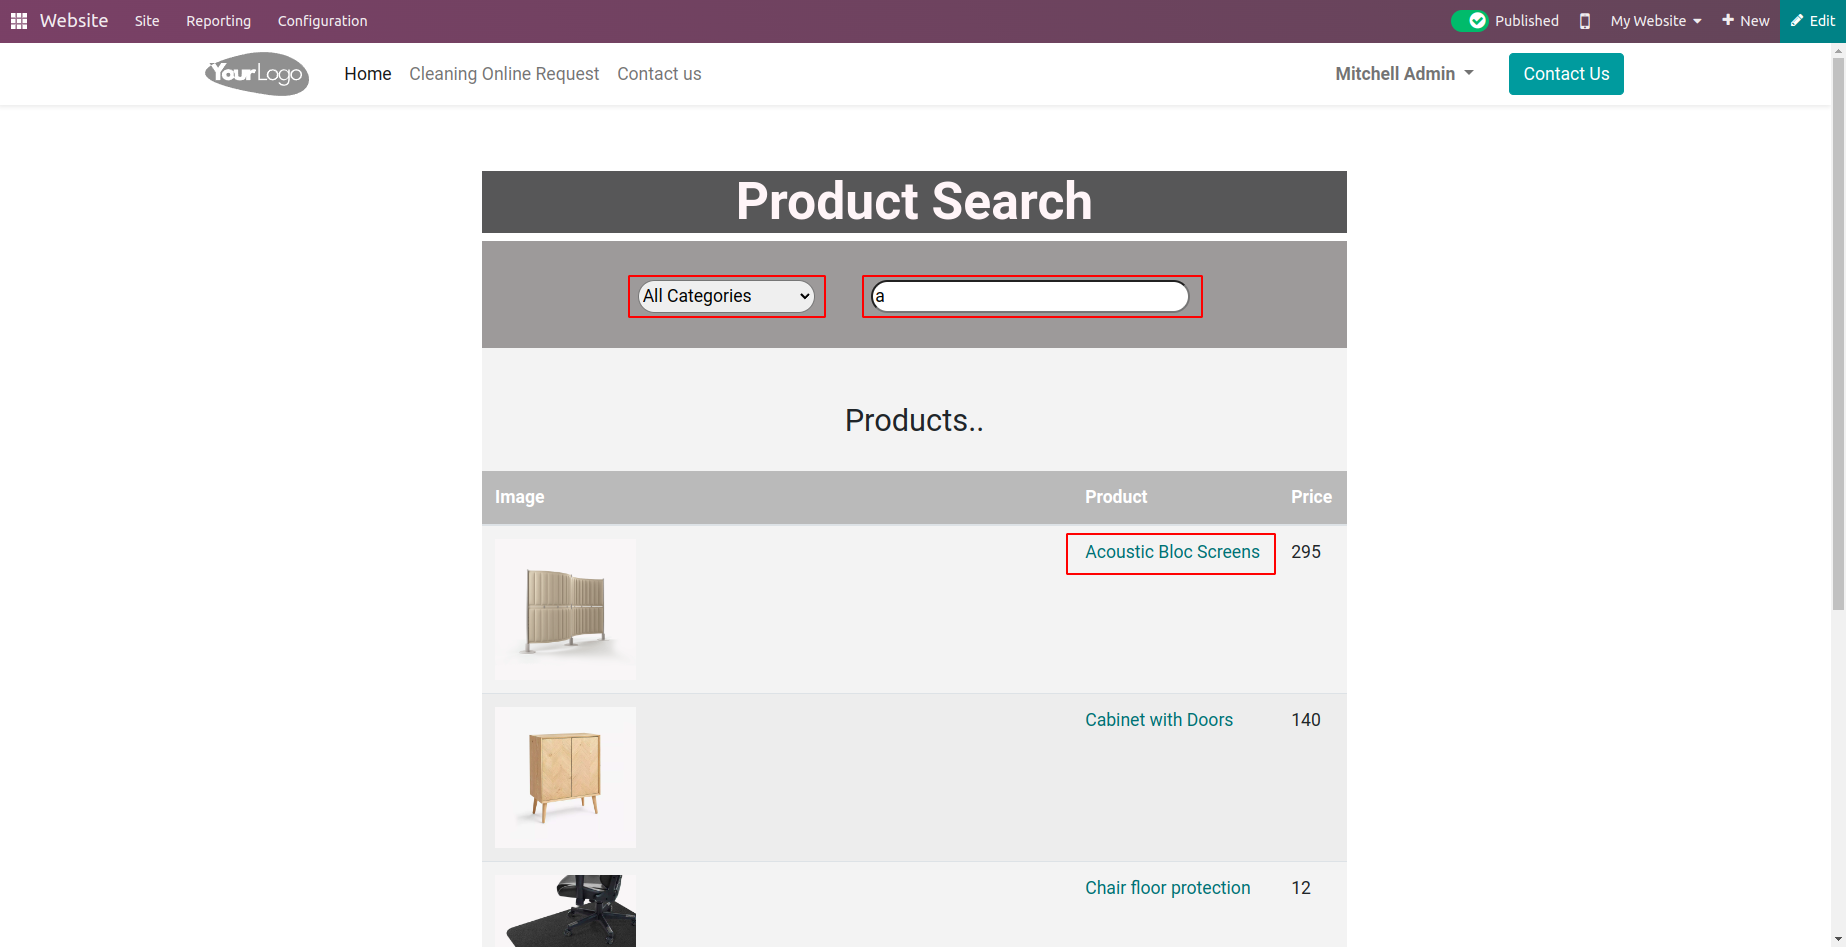 Website Site Reporting Configuration Published My Website New Edit
YourLogo Home Cleaning Online Request Contact us Mitchell Admin Contact Us
Product Search
All Categories a
Products..
Image Product Price
Acoustic Bloc Screens 295
Cabinet with Doors 140
Chair floor protection 12